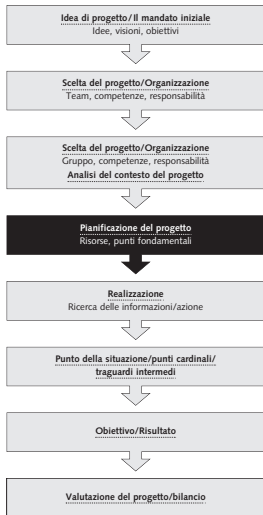 Idea di progetto/Il mandato iniziale
Idee, visioni, obiettivi
Scelta del progetto/Organizzazione
Team, competenze, responsabilità
Scelta del progetto/Organizzazione
Gruppo, competenze, responsabilità
Analisi del contesto del progetto
Pianificazione del progetto
Risorse, punti fondamentali
Realizzazione
Ricerca delle informazioni/azione
Punto della situazione/punti cardinali/
traguardi intermedi
Obiettivo/Risultato
Valutazione del progetto/bilancio